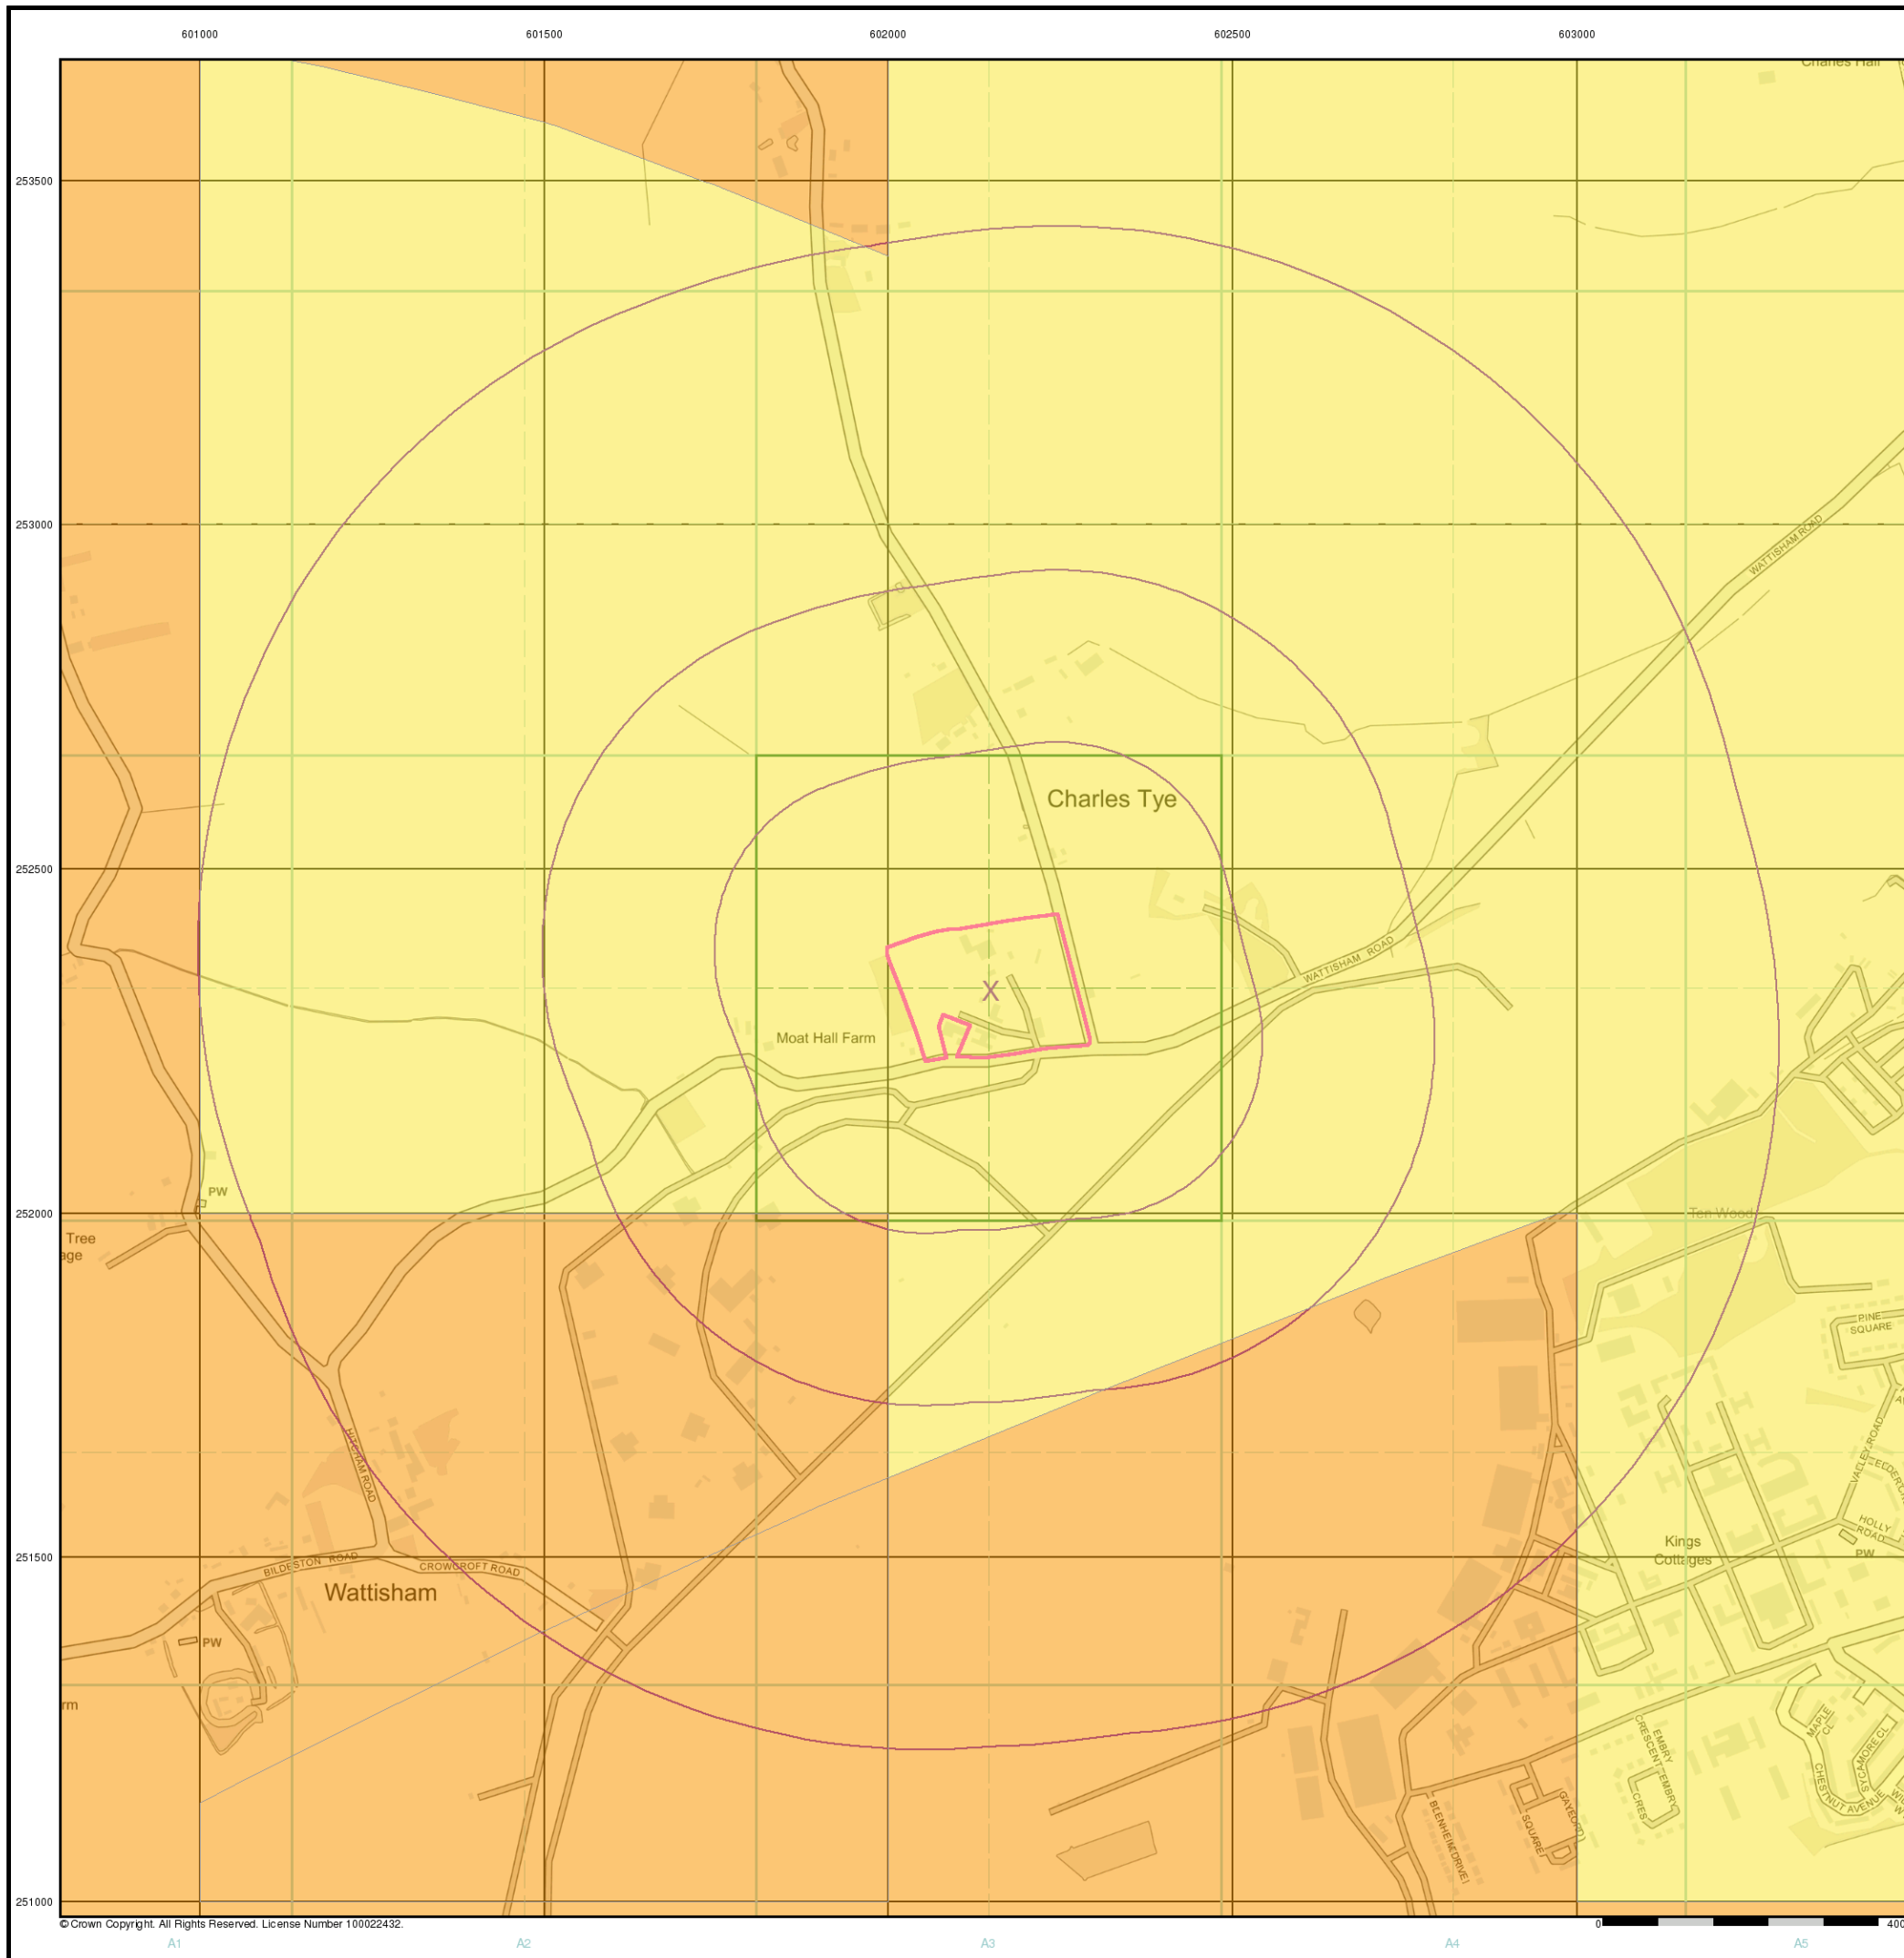 601000 601500 602000 602500 603000
Charles Hall
253500
253000
WATTISHAM ROAD
Charles Tye
252500
WATTISHAM ROAD
X
Moat Hall Farm
PW
252000
Ten Wood
Tree
age
PINE
SQUARE
HITCHAM ROAD
VALLEY ROAD
HOLLY
ROAD
PW
Kings
Cottages
251500
BILDESTON ROAD
CROWCROFT ROAD
Wattisham
PW
rm
MAPLE
CL
EMBRY
CRESCENT
EMBRY
CRES
SYCAMORE CL
CHESTNUT AVENUE
GAYFORD
SQUARE
BLENHEIM DRIVE
251000
© Crown Copyright. All Rights Reserved. License Number 100022432.
0 400
A1 A2 A3 A4 A5